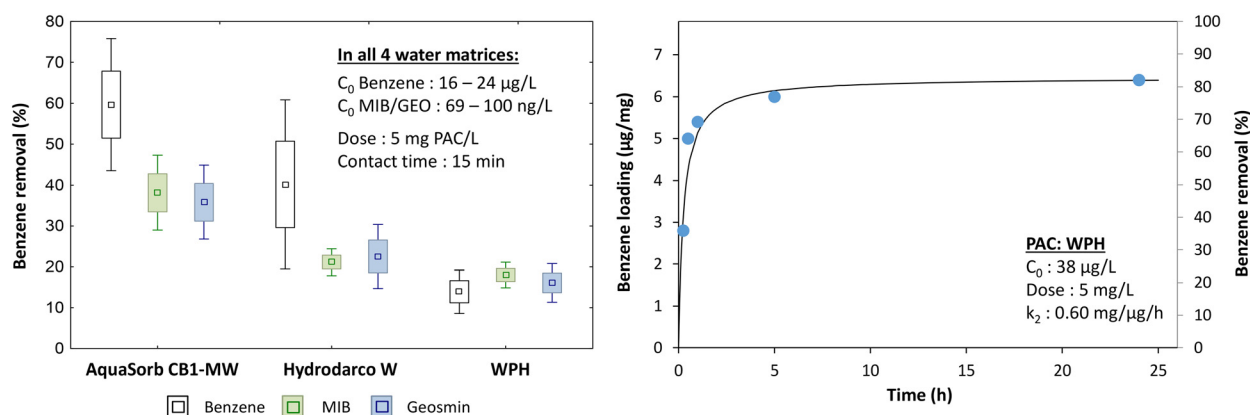 80
70
60
50
40
30
20
10
0
Benzene removal (%)
In all 4 water matrices:
C₀ Benzene : 16 – 24 µg/L
C₀ MIB/GEO : 69 – 100 ng/L
Dose : 5 mg PAC/L
Contact time : 15 min
AquaSorb CB1-MW Hydrodarco W WPH
Benzene MIB Geosmin
7
6
5
4
3
2
1
0
Benzene loading (µg/mg)
PAC: WPH
C₀ : 38 µg/L
Dose : 5 mg/L
k₂ : 0.60 mg/µg/h
0 5 10 15 20 25
Time (h)
100
90
80
70
60
50
40
30
20
10
0
Benzene removal (%)